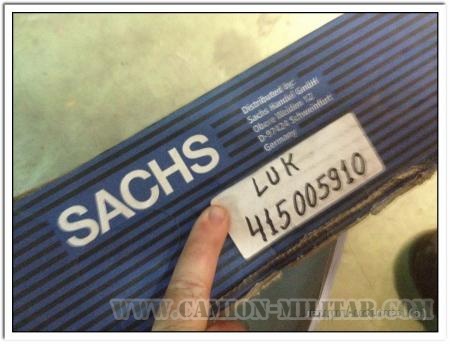 Distributed by:
Sachs Handel GmbH
Obere Weiden 12
D-97424 Schweinfurt
Germany
SACHS
LUK
415005910
WWW.CAMION-MILITAR.COM